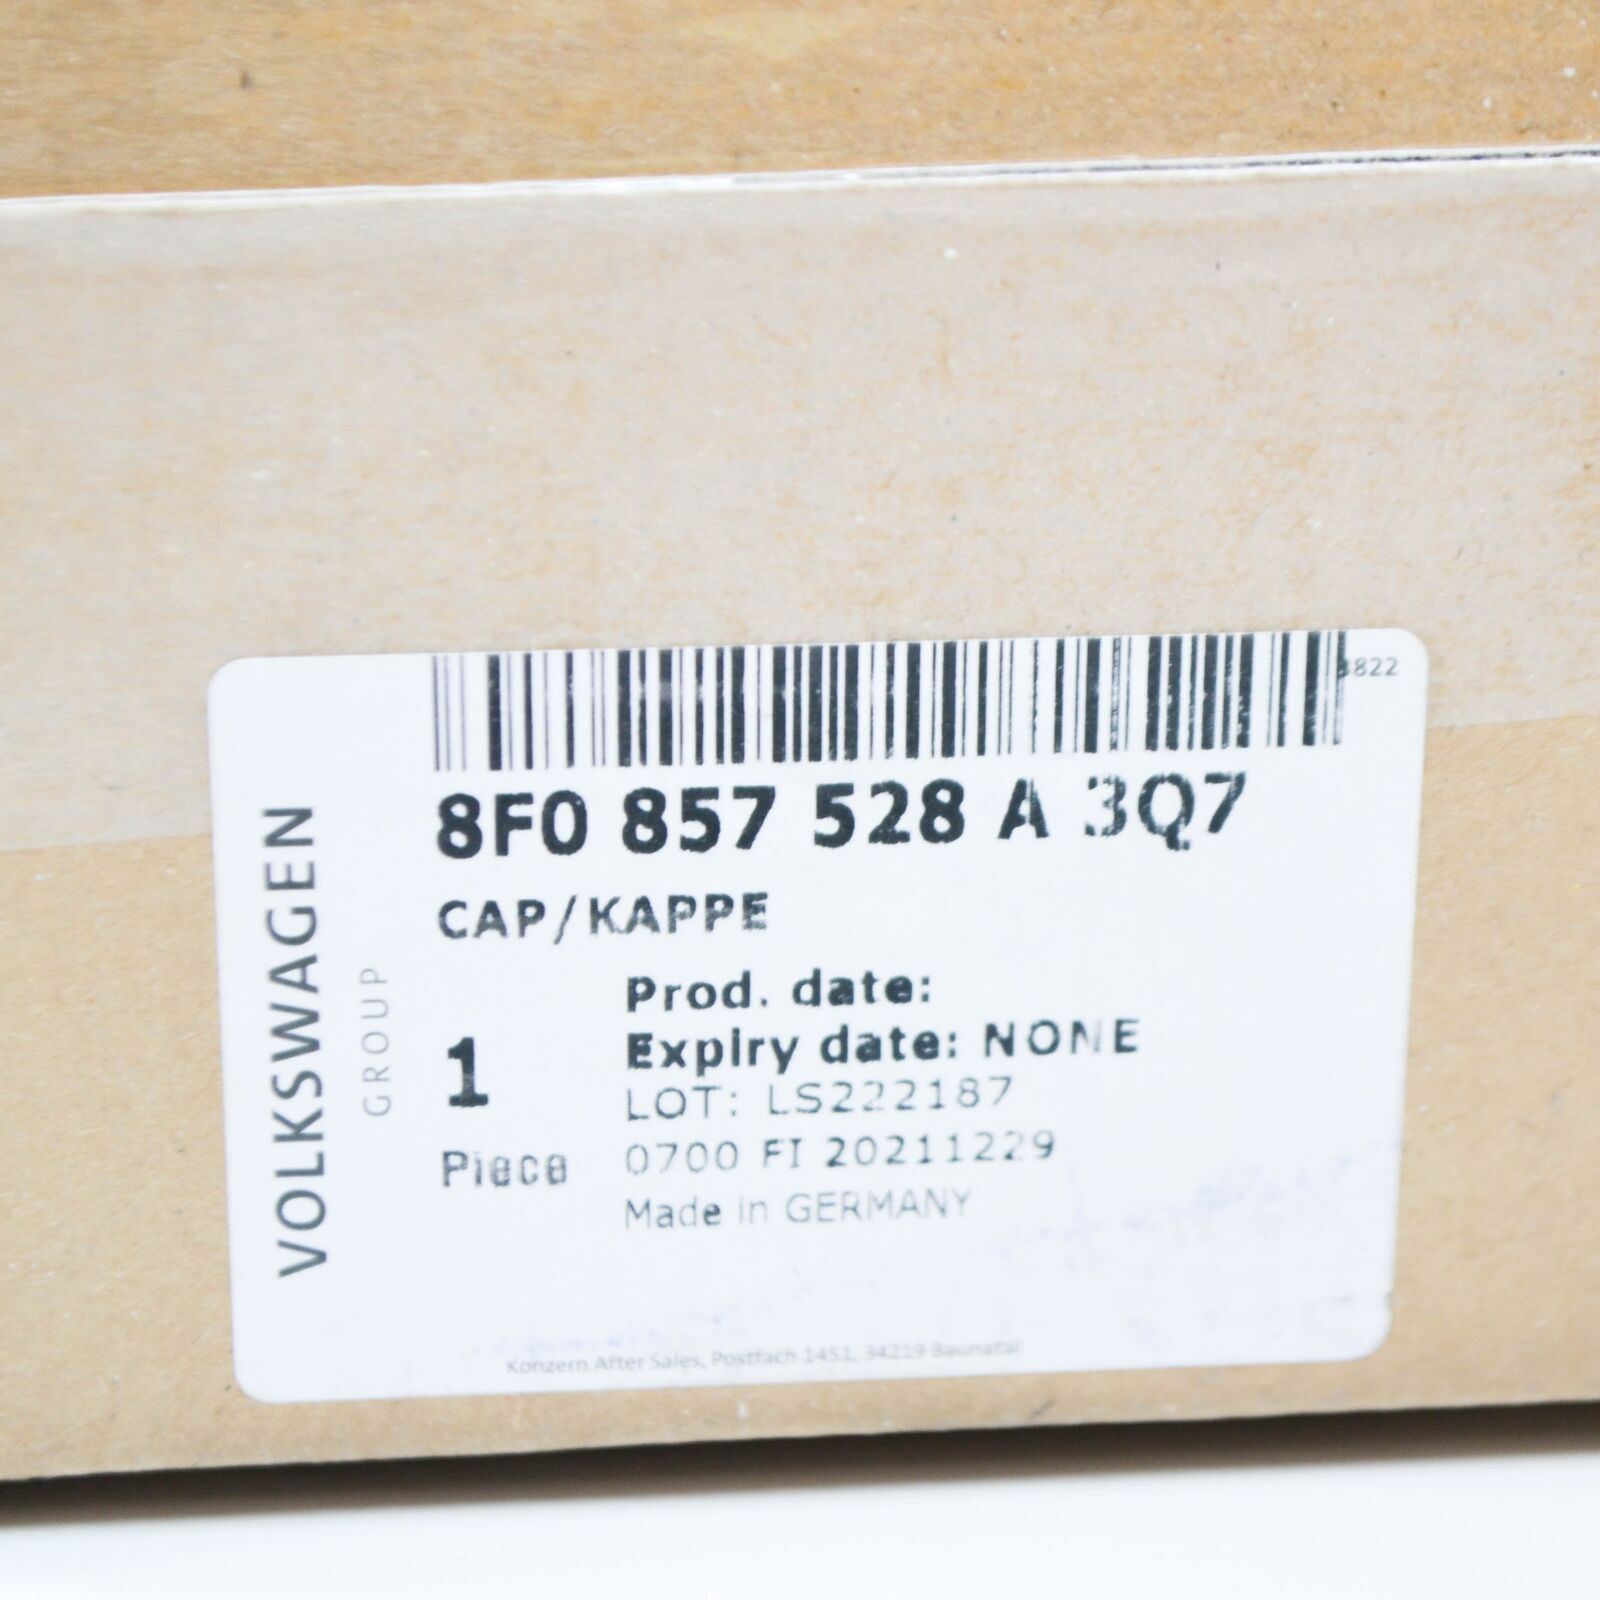 8F0 857 528 A 3Q7
CAP/KAPPE
Prod. date:
Expiry date: NONE
1
Piece
LOT: LS222187
0700 FI 20211229
Made in GERMANY
VOLKSWAGEN
GROUP
Konzern After Sales, Postfach 1451, 34219 Baunatal